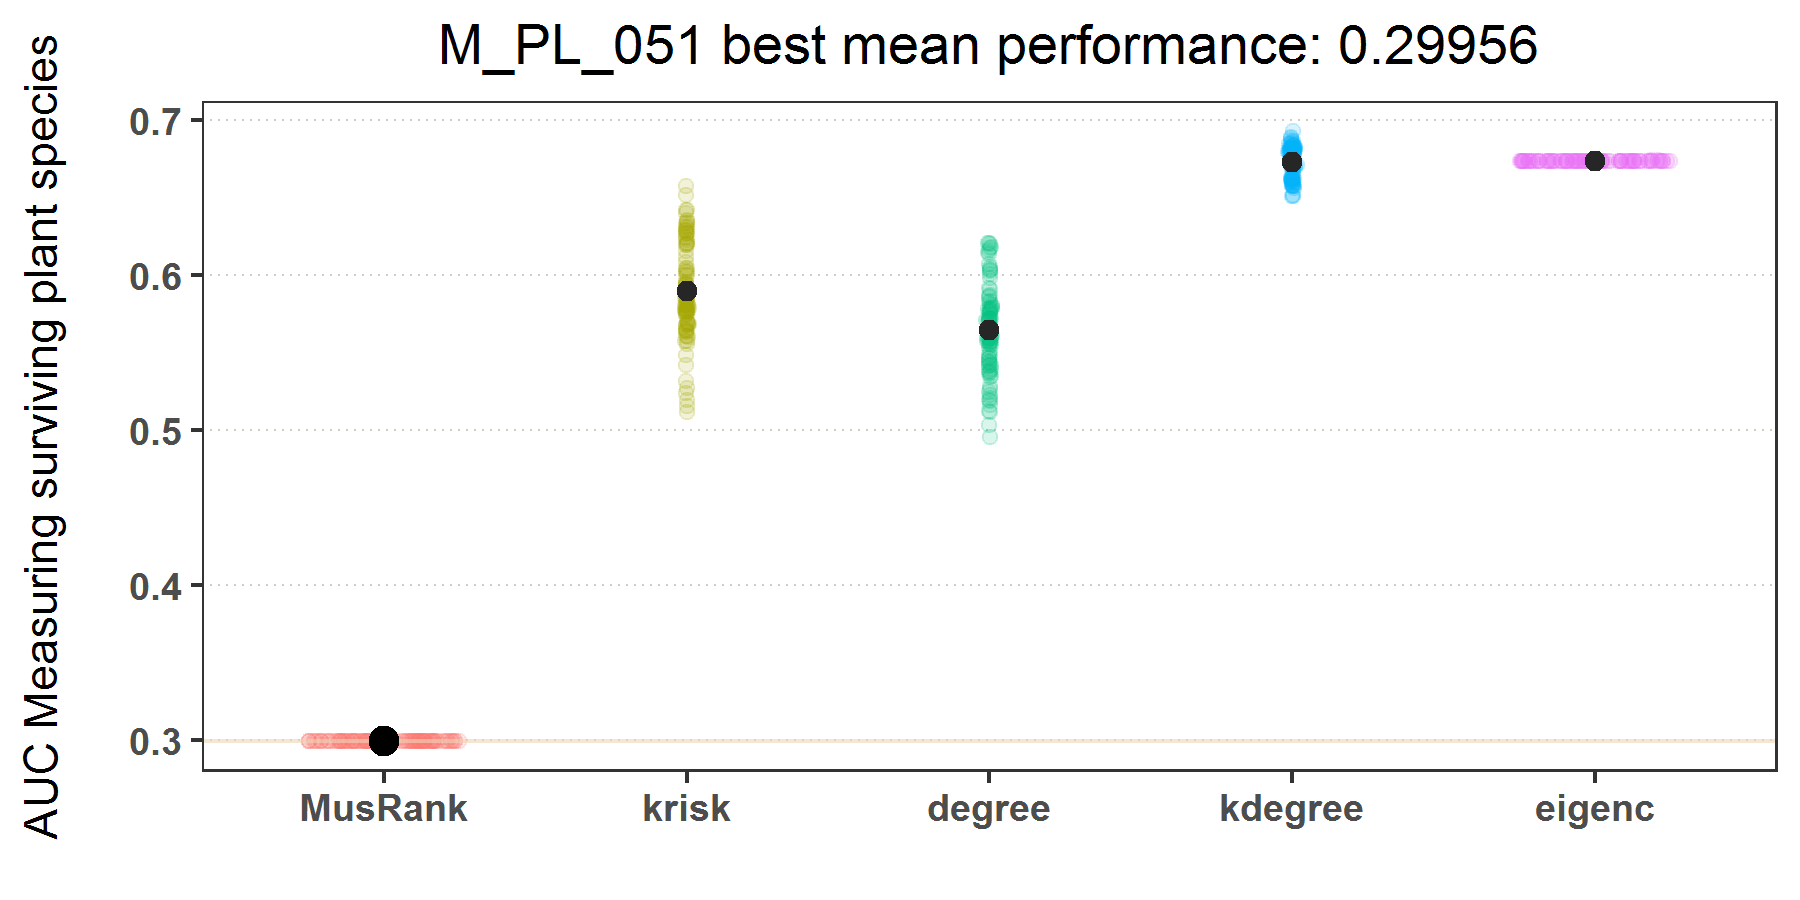 M_PL_051 best mean performance: 0.29956
AUC Measuring surviving plant species
0.7
0.6
0.5
0.4
0.3
MusRank krisk degree kdegree eigenc